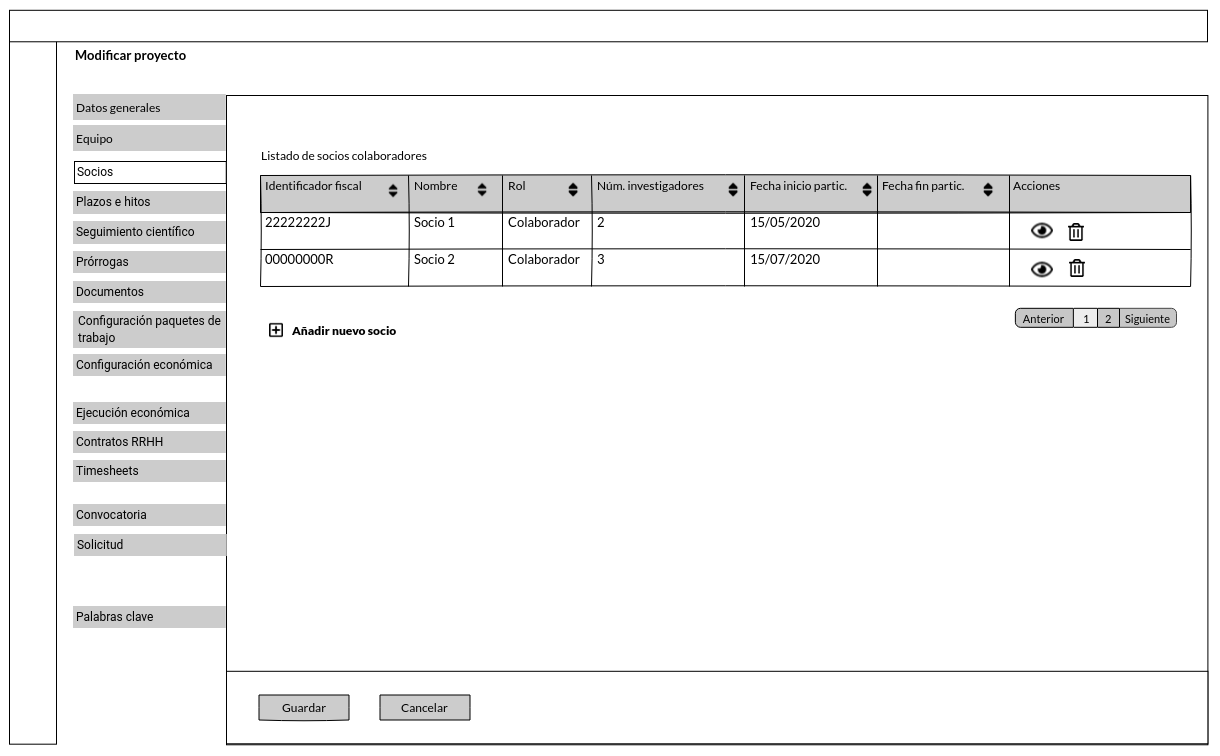 Modificar proyecto
Datos generales
Equipo
Socios
Plazos e hitos
Seguimiento científico
Prórrogas
Documentos
Configuración paquetes de
trabajo
Configuración económica
Ejecución económica
Contratos RRHH
Timesheets
Convocatoria
Solicitud
Palabras clave
Listado de socios colaboradores
Identificador fiscal Nombre Rol Núm. investigadores Fecha inicio partic. Fecha fin partic. Acciones
22222222J Socio 1 Colaborador 2 15/05/2020
00000000R Socio 2 Colaborador 3 15/07/2020
Anterior 1 2 Siguiente
Añadir nuevo socio
Guardar Cancelar